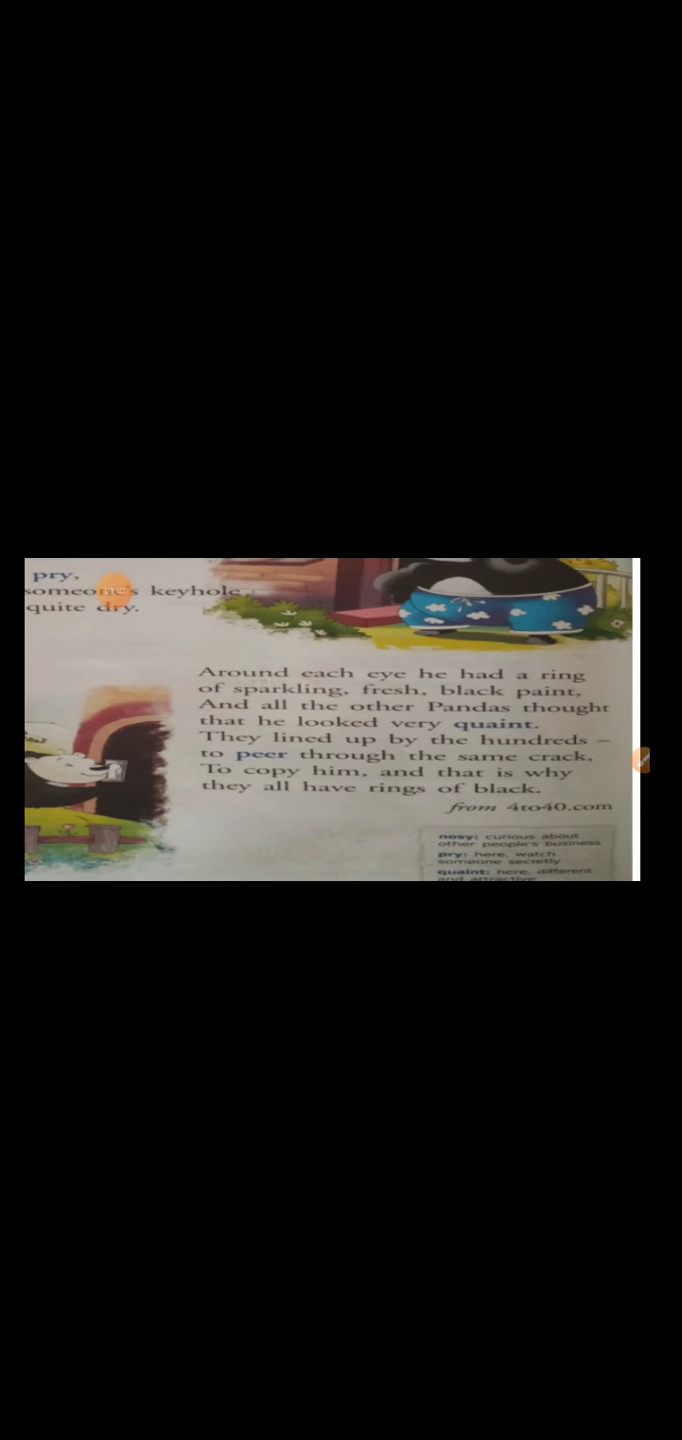 pry,
someone's keyhole
quite dry.
Around each eye he had a ring
of sparkling, fresh, black paint,
And all the other Pandas thought
that he looked very quaint.
They lined up by the hundreds –
to peer through the same crack,
To copy him, and that is why
they all have rings of black.
from 4to40.com
nosy: curious about
other people's business
pry: here, watch
someone secretly
quaint: here, different
and attractive